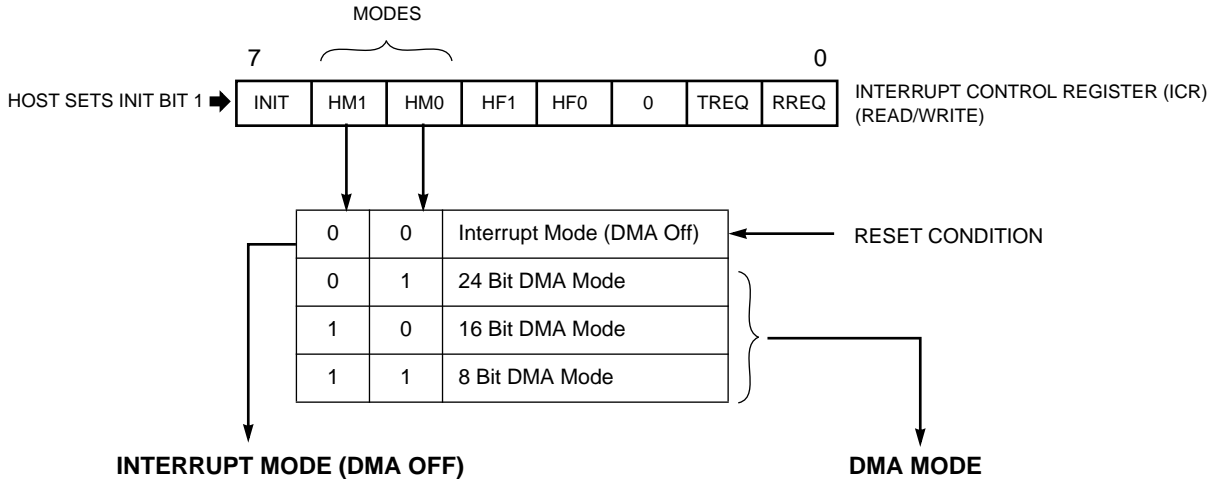 MODES
7 0
HOST SETS INIT BIT 1 INIT HM1 HM0 HF1 HF0 0 TREQ RREQ INTERRUPT CONTROL REGISTER (ICR)
(READ/WRITE)
0 0 Interrupt Mode (DMA Off) RESET CONDITION
0 1 24 Bit DMA Mode
1 0 16 Bit DMA Mode
1 1 8 Bit DMA Mode
INTERRUPT MODE (DMA OFF) DMA MODE